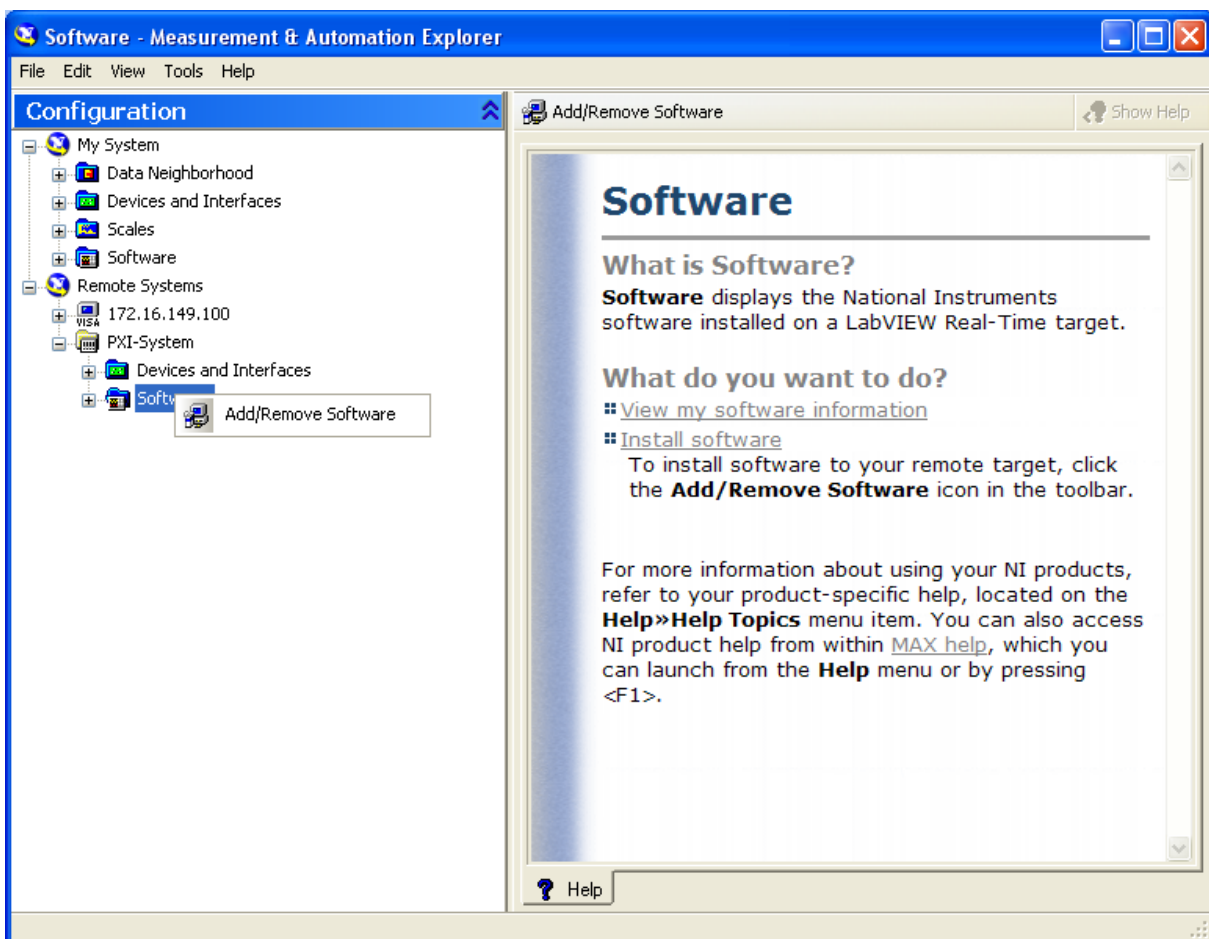 Software - Measurement & Automation Explorer
File Edit View Tools Help
Configuration
My System
Data Neighborhood
Devices and Interfaces
Scales
Software
Remote Systems
172.16.149.100
VISA
PXI-System
Devices and Interfaces
Add/Remove Software
Add/Remove Software
Show Help
Software
What is Software?
Software displays the National Instruments
software installed on a LabVIEW Real-Time target.
What do you want to do?
View my software information
Install software
To install software to your remote target, click
the Add/Remove Software icon in the toolbar.
For more information about using your NI products,
refer to your product-specific help, located on the
Help»Help Topics menu item. You can also access
NI product help from within MAX help, which you
can launch from the Help menu or by pressing
<F1>.
Help